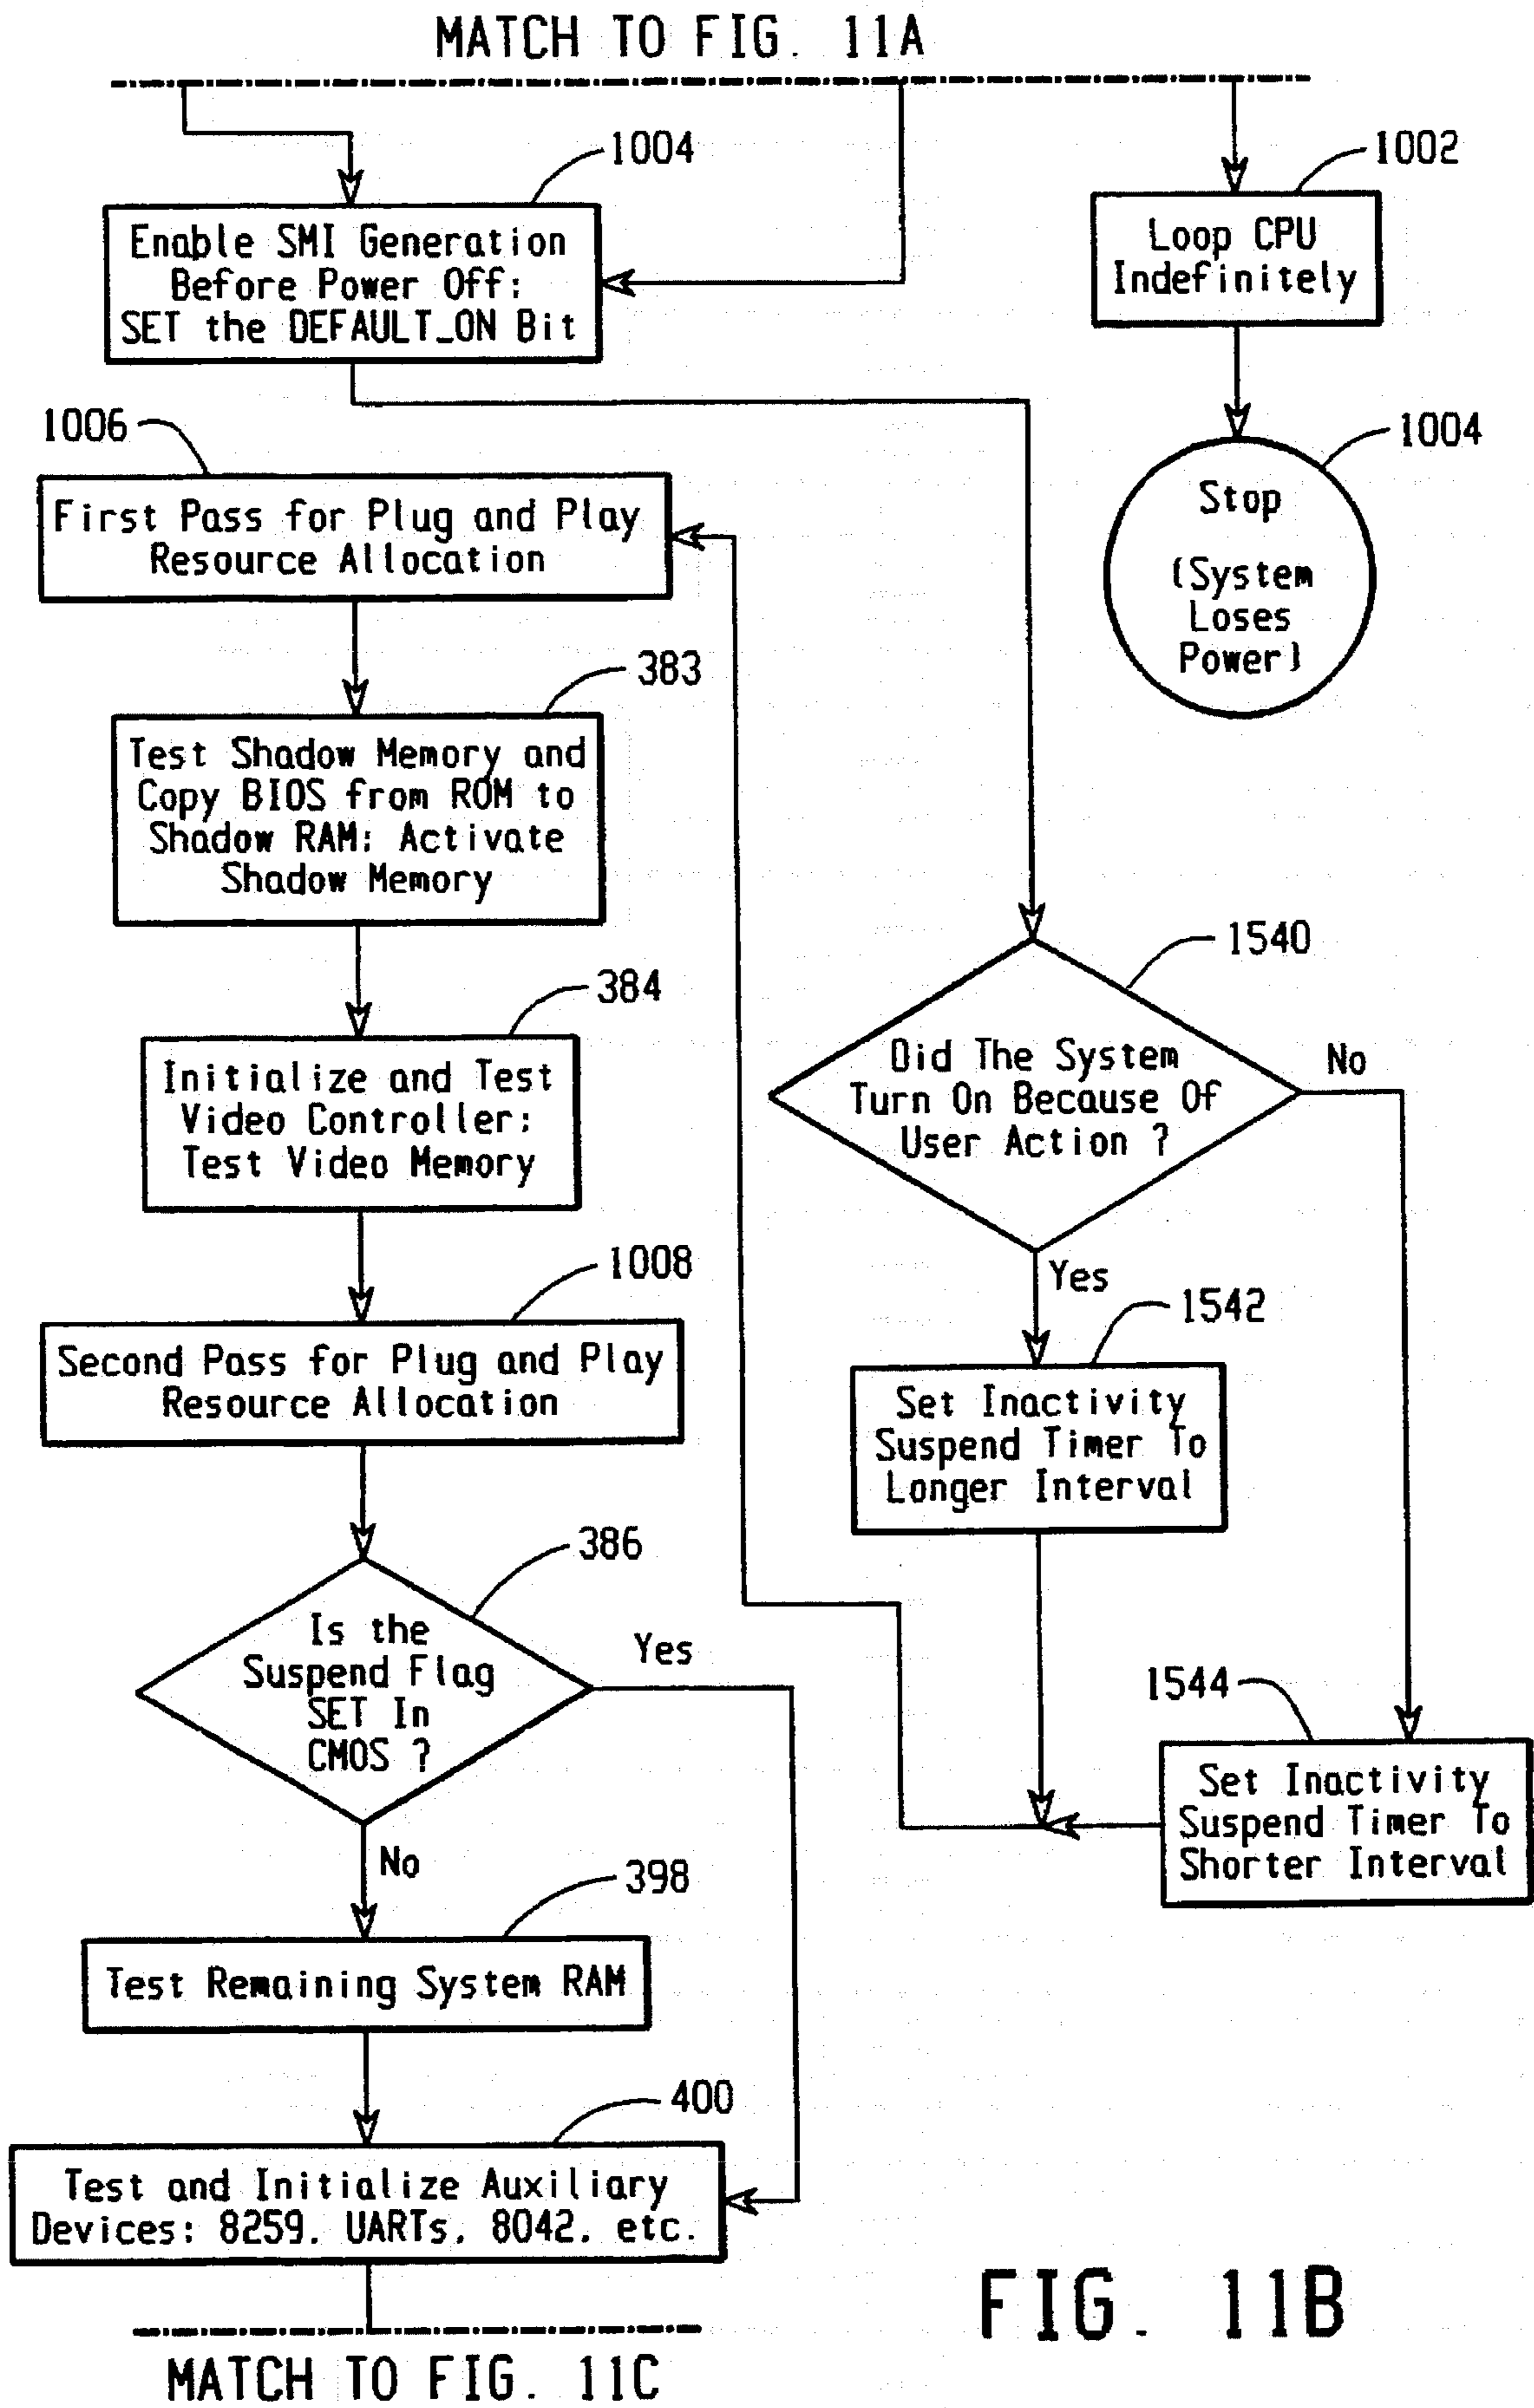 MATCH TO FIG. 11A
1004
1002
Enable SMI Generation
Before Power Off:
SET the DEFAULT_ON Bit
Loop CPU
Indefinitely
1006
1004
First Pass for Plug and Play
Resource Allocation
Stop
(System
Loses
Power)
383
Test Shadow Memory and
Copy BIOS from ROM to
Shadow RAM: Activate
Shadow Memory
1540
384
Did The System
Turn On Because Of
User Action ?
No
Yes
Initialize and Test
Video Controller:
Test Video Memory
1008
1542
Second Pass for Plug and Play
Resource Allocation
Set Inactivity
Suspend Timer To
Longer Interval
386
Is the
Suspend Flag
SET In
CMOS ?
Yes
No
1544
Set Inactivity
Suspend Timer To
Shorter Interval
398
Test Remaining System RAM
400
Test and Initialize Auxiliary
Devices: 8259, UARTs, 8042, etc.
FIG. 11B
MATCH TO FIG. 11C